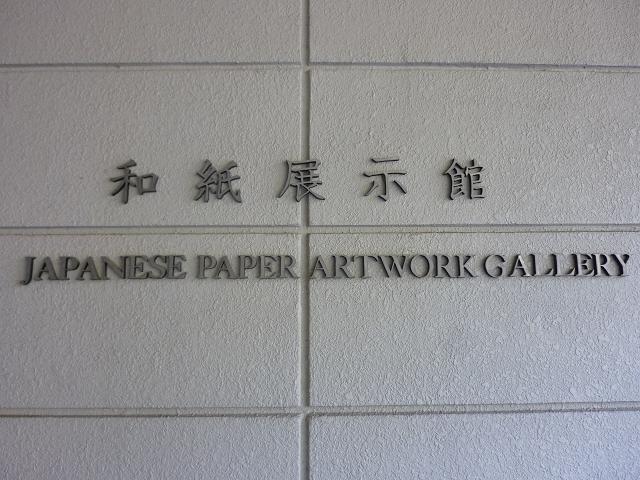 和紙展示館
JAPANESE PAPER ARTWORK GALLERY